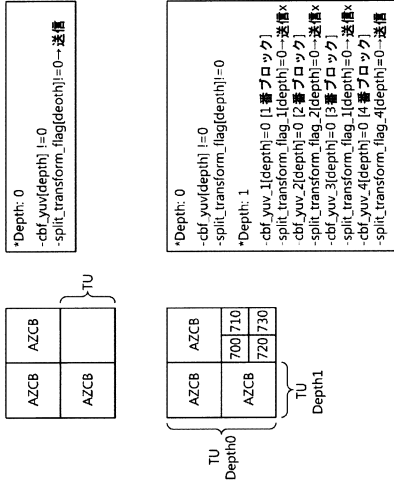 AZCB AZCB
AZCB
TU
*Depth: 0
-cbf_yuv[depth] !=0
-split_transform_flag[deoth]!=0→送信
TU
Depth0
AZCB AZCB
AZCB 700 710
720 730
TU
Depth1
*Depth: 0
-cbf_yuv[depth] !=0
-split_transform_flag[depth]!=0
*Depth: 1
-cbf_yuv_1[depth]=0 [1番ブロック]
-split_transform_flag_1[depth]=0→送信x
-cbf_yuv_2[depth]=0 [2番ブロック]
-split_transform_flag_2[depth]=0→送信x
-cbf_yuv_3[depth]=0 [3番ブロック]
-split_transform_flag_1[depth]=0→送信x
-cbf_yuv_4[depth]=0 [4番ブロック]
-split_transform_flag_4[depth]=0→送信